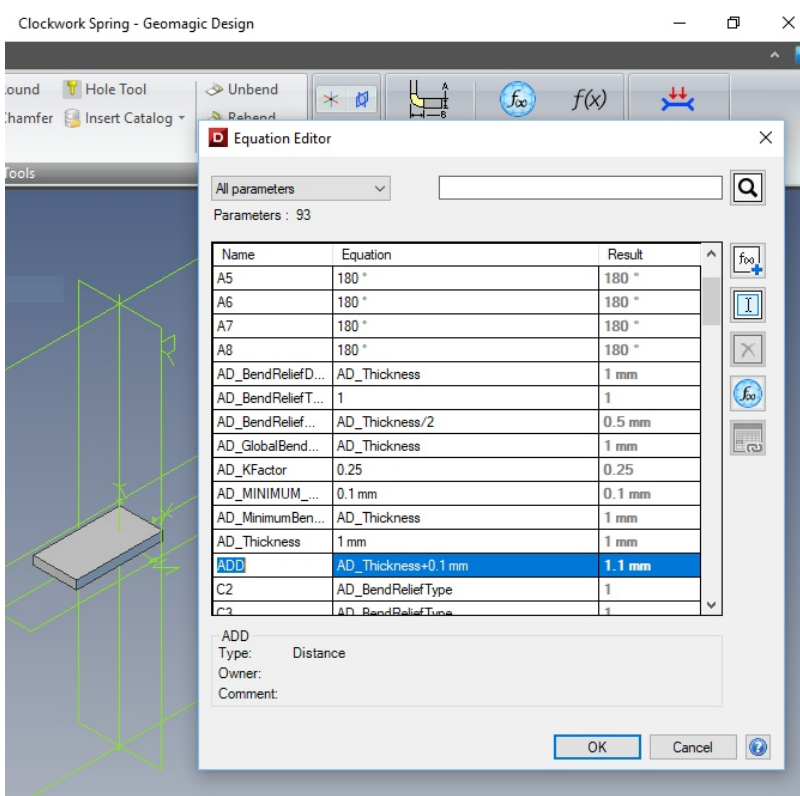 Clockwork Spring - Geomagic Design
Hole Tool
Unbend
Insert Catalog
Rebend
A
B
f∞
f(x)
Tools
D Equation Editor
All parameters
Parameters : 93
Name Equation Result
A5 180 ° 180 °
A6 180 ° 180 °
A7 180 ° 180 °
A8 180 ° 180 °
AD_BendReliefD... AD_Thickness 1 mm
AD_BendReliefT... 1 1
AD_BendRelief... AD_Thickness/2 0.5 mm
AD_GlobalBend... AD_Thickness 1 mm
AD_KFactor 0.25 0.25
AD_MINIMUM_... 0.1 mm 0.1 mm
AD_MinimumBen... AD_Thickness 1 mm
AD_Thickness 1 mm 1 mm
ADD AD_Thickness+0.1 mm 1.1 mm
C2 AD_BendReliefType 1
C3 AD_BendReliefType 1
ADD
Type: Distance
Owner:
Comment:
OK Cancel